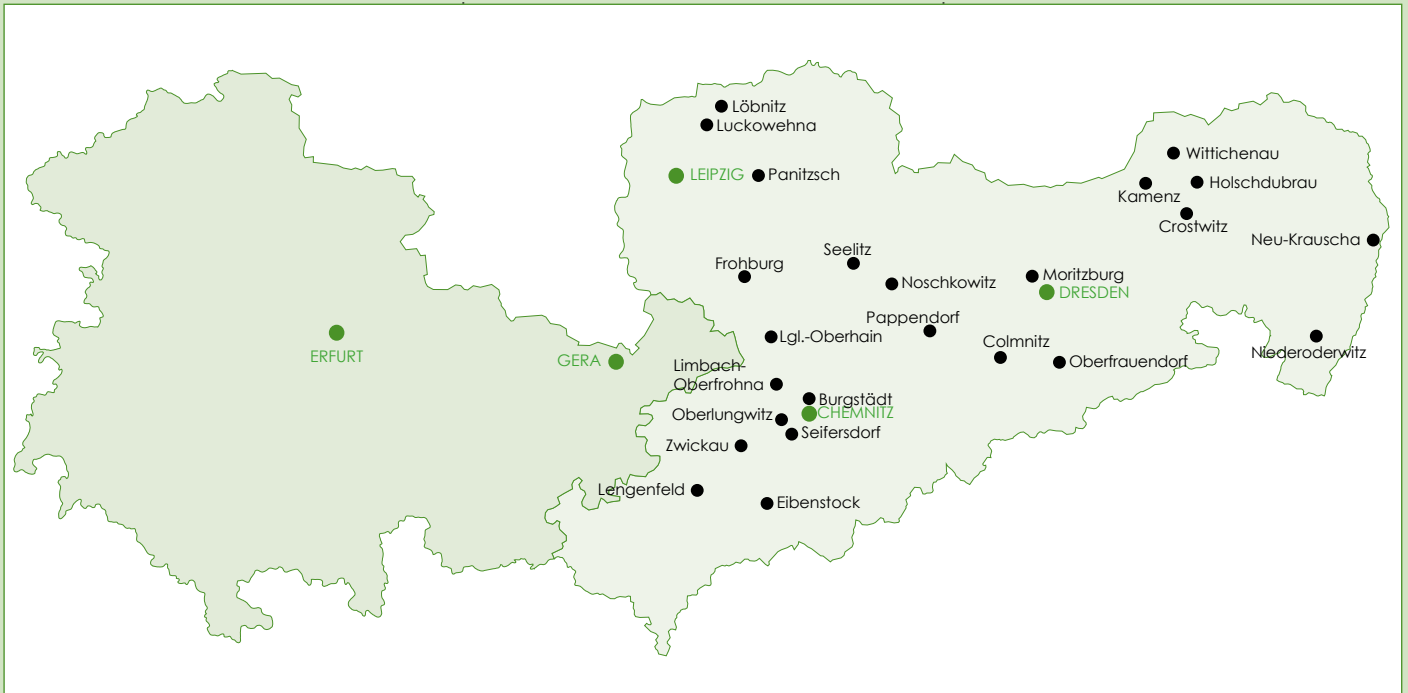 Löbnitz
Luckowehna
LEIPZIG
Panitzsch
Wittichenau
Kamenz
Holschdubrau
Crostwitz
Neu-Krauscha
Seelitz
Frohburg
Noschkowitz
Moritzburg
DRESDEN
Pappendorf
ERFURT
GERA
Lgl.-Oberhain
Colmnitz
Niederoderwitz
Limbach-
Oberfrohna
Oberfrauendorf
Burgstädt
Oberlungwitz
CHEMNITZ
Seifersdorf
Zwickau
Lengenfeld
Eibenstock